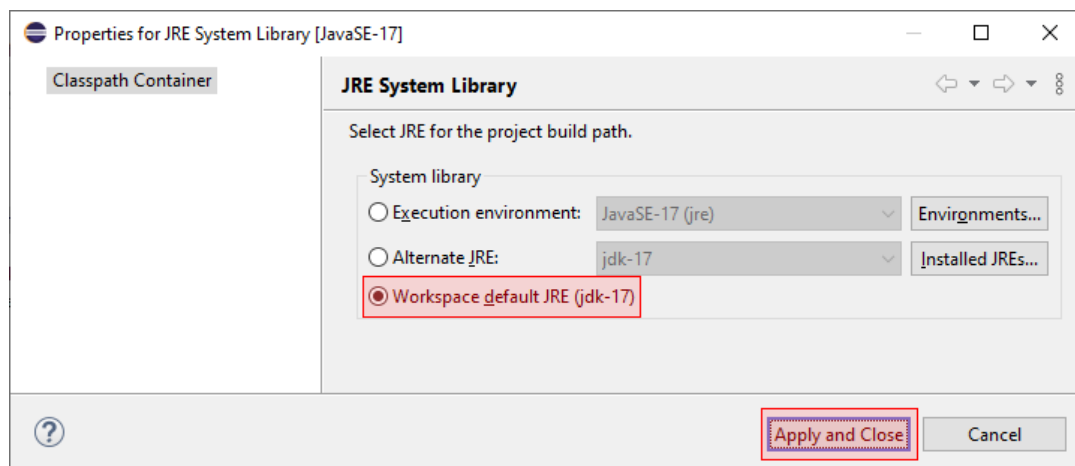 Properties for JRE System Library [JavaSE-17]
Classpath Container
JRE System Library
Select JRE for the project build path.
System library
Execution environment: JavaSE-17 (jre) Environments...
Alternate JRE: jdk-17 Installed JREs...
Workspace default JRE (jdk-17)
? Apply and Close Cancel